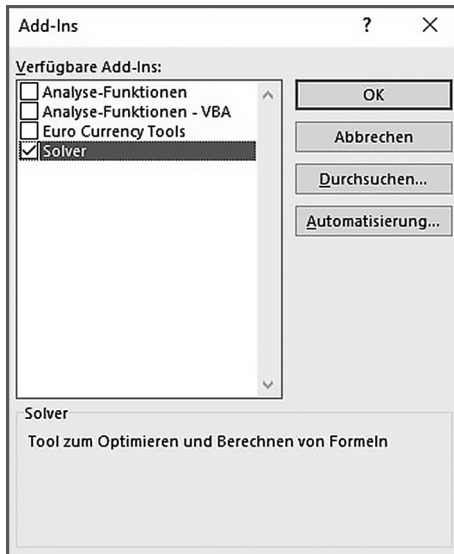 Add-Ins ? ×
Verfügbare Add-Ins:
Analyse-Funktionen
Analyse-Funktionen - VBA
Euro Currency Tools
Solver
OK
Abbrechen
Durchsuchen...
Automatisierung...
Solver
Tool zum Optimieren und Berechnen von Formeln